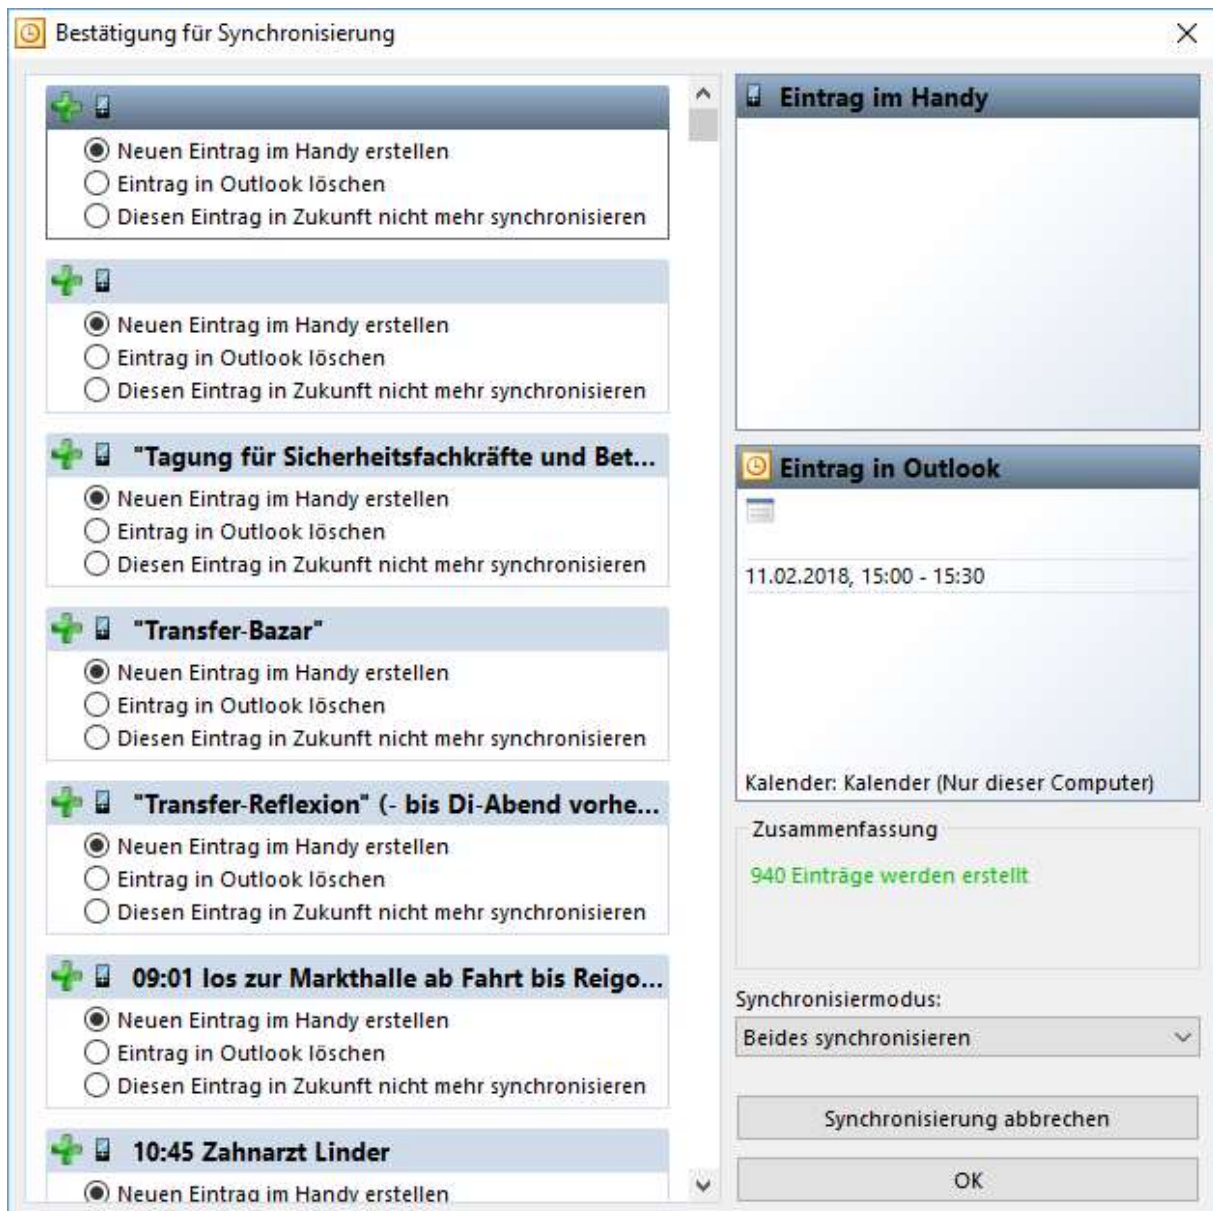 Bestätigung für Synchronisierung
Neuen Eintrag im Handy erstellen
Eintrag in Outlook löschen
Diesen Eintrag in Zukunft nicht mehr synchronisieren
Neuen Eintrag im Handy erstellen
Eintrag in Outlook löschen
Diesen Eintrag in Zukunft nicht mehr synchronisieren
"Tagung für Sicherheitsfachkräfte und Bet...
Neuen Eintrag im Handy erstellen
Eintrag in Outlook löschen
Diesen Eintrag in Zukunft nicht mehr synchronisieren
"Transfer-Bazar"
Neuen Eintrag im Handy erstellen
Eintrag in Outlook löschen
Diesen Eintrag in Zukunft nicht mehr synchronisieren
"Transfer-Reflexion" (- bis Di-Abend vorhe...
Neuen Eintrag im Handy erstellen
Eintrag in Outlook löschen
Diesen Eintrag in Zukunft nicht mehr synchronisieren
09:01 los zur Markthalle ab Fahrt bis Reigo...
Neuen Eintrag im Handy erstellen
Eintrag in Outlook löschen
Diesen Eintrag in Zukunft nicht mehr synchronisieren
10:45 Zahnarzt Linder
Neuen Eintrag im Handy erstellen
Eintrag im Handy
Eintrag in Outlook
11.02.2018, 15:00 - 15:30
Kalender: Kalender (Nur dieser Computer)
Zusammenfassung
940 Einträge werden erstellt
Synchronisiermodus:
Beides synchronisieren
Synchronisierung abbrechen
OK